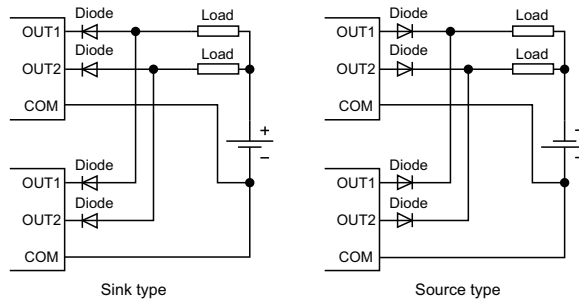 Diode
Load
OUT1
Diode
Load
OUT2
COM
+
−
Diode
OUT1
Diode
OUT2
COM
Sink type
Diode
Load
OUT1
Diode
Load
OUT2
COM
Diode
OUT1
Diode
OUT2
COM
Source type